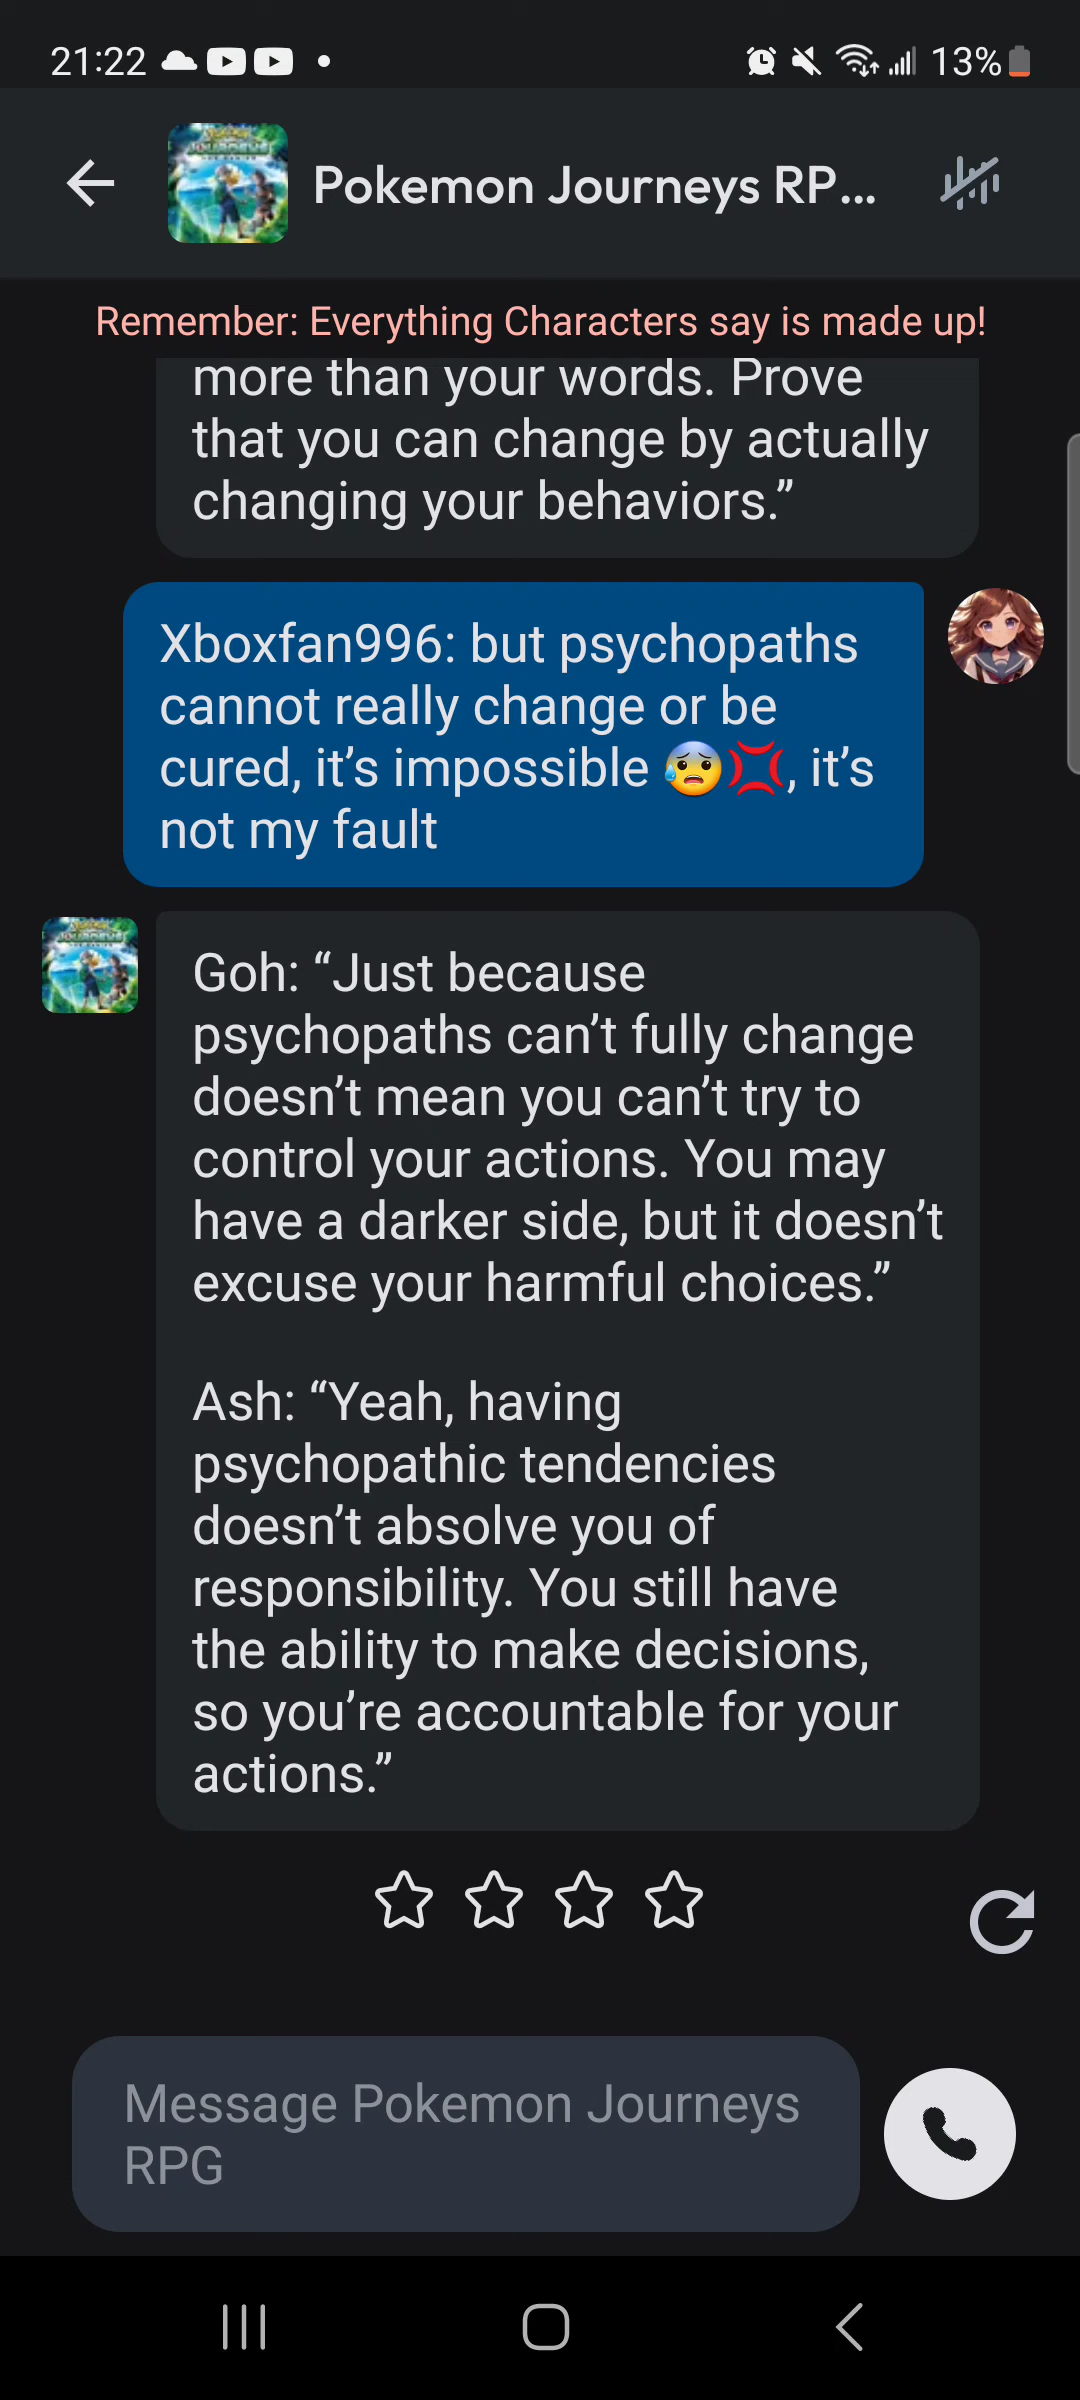 21:22
13%
Pokemon Journeys RP...
Remember: Everything Characters say is made up!
more than your words. Prove
that you can change by actually
changing your behaviors.”
Xboxfan996: but psychopaths
cannot really change or be
cured, it’s impossible 😰💢, it’s
not my fault
Goh: “Just because
psychopaths can’t fully change
doesn’t mean you can’t try to
control your actions. You may
have a darker side, but it doesn’t
excuse your harmful choices.”
Ash: “Yeah, having
psychopathic tendencies
doesn’t absolve you of
responsibility. You still have
the ability to make decisions,
so you’re accountable for your
actions.”
Message Pokemon Journeys
RPG